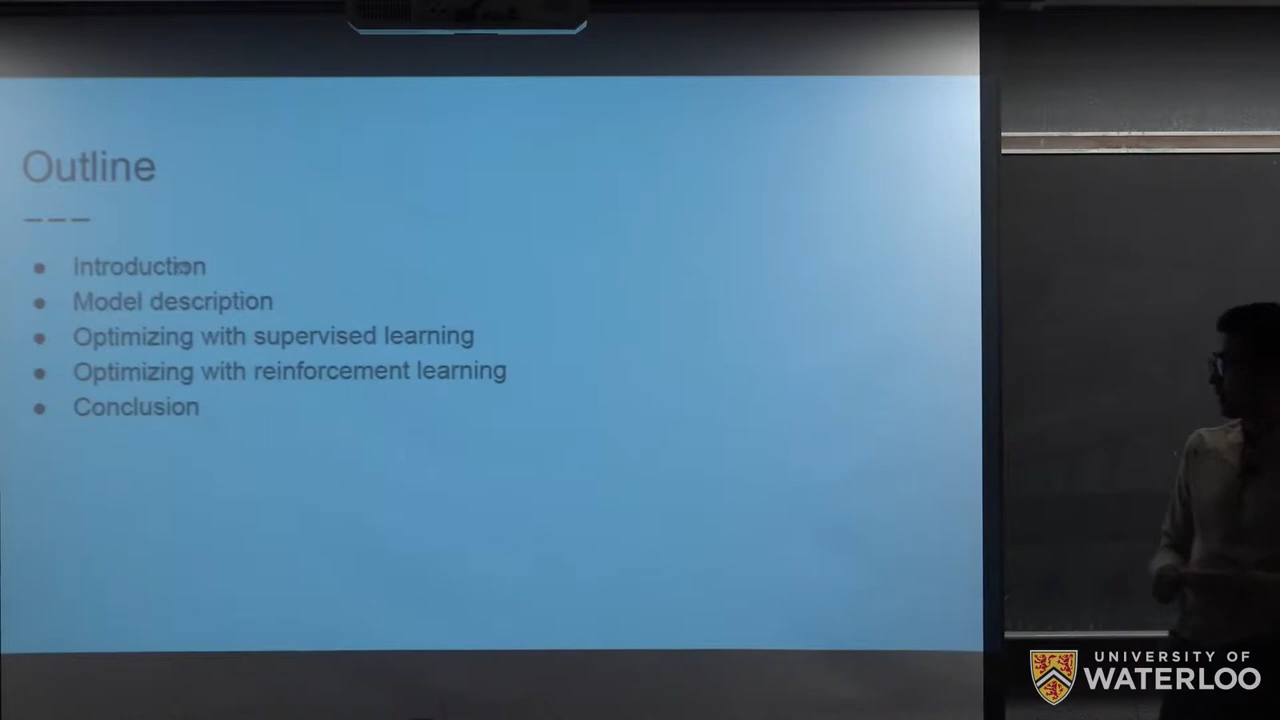 Outline
Introduction
Model description
Optimizing with supervised learning
Optimizing with reinforcement learning
Conclusion
UNIVERSITY OF
WATERLOO